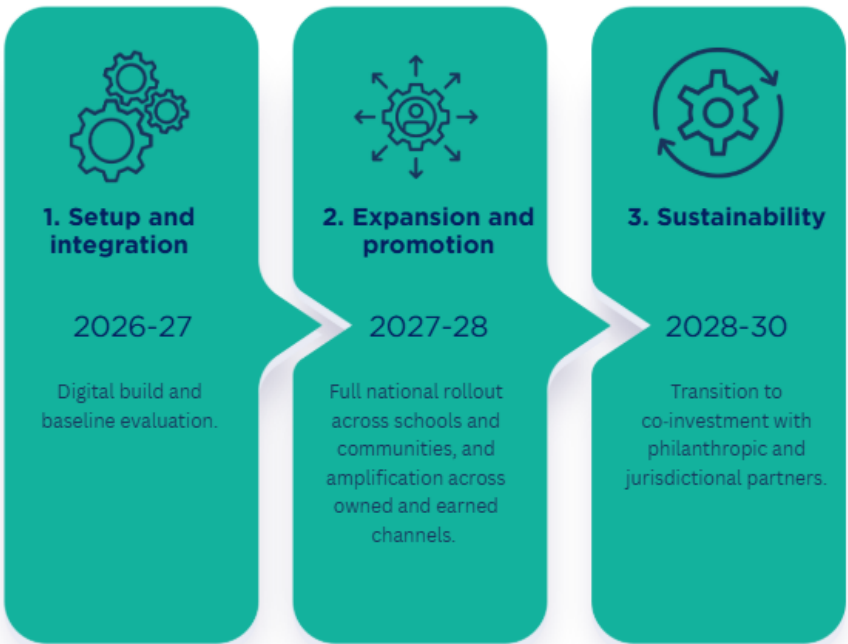 1. Setup and
integration
2026-27
Digital build and
baseline evaluation.
2. Expansion and
promotion
2027-28
Full national rollout
across schools and
communities, and
amplification across
owned and earned
channels.
3. Sustainability
2028-30
Transition to
co-investment with
philanthropic and
jurisdictional partners.